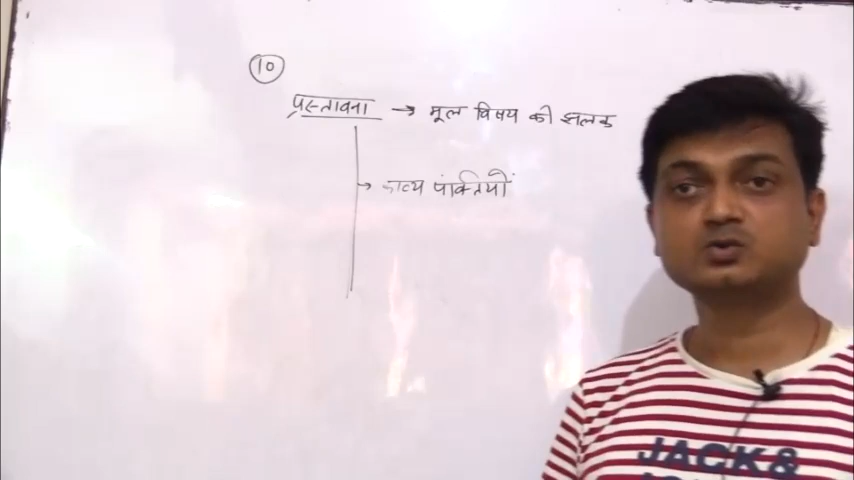 10
प्रस्तावना → मूल विषय की झलक
→ काव्य पंक्तियाँ
JACK&